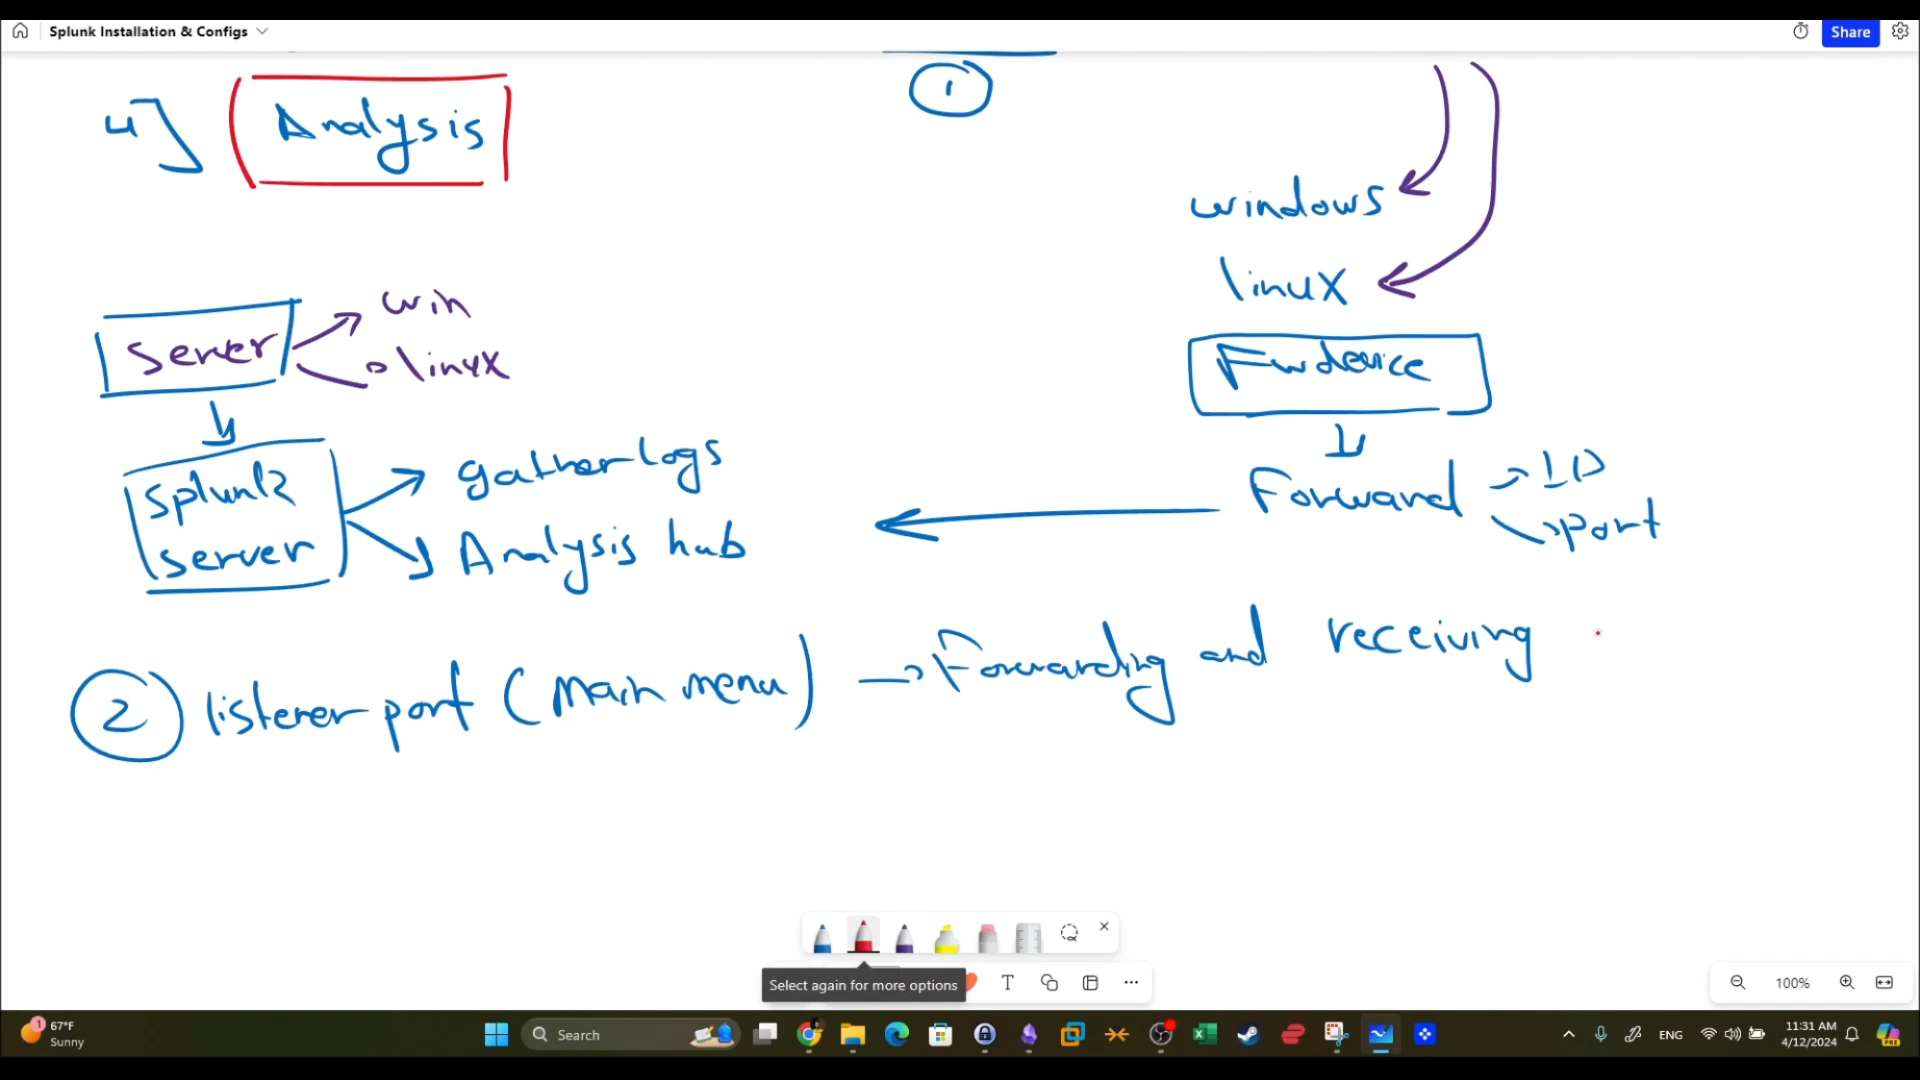 Splunk Installation & Configs
Share
1
4] Analysis
windows
linux
Server
win
linux
Fw device
splunk
server
gather logs
Analysis hub
Forward
IP
port
2 listener port (Main menu) → Forwarding and receiving
Select again for more options
T
100%
1
67°F
Sunny
Search
ENG
11:31 AM
4/12/2024
PRE